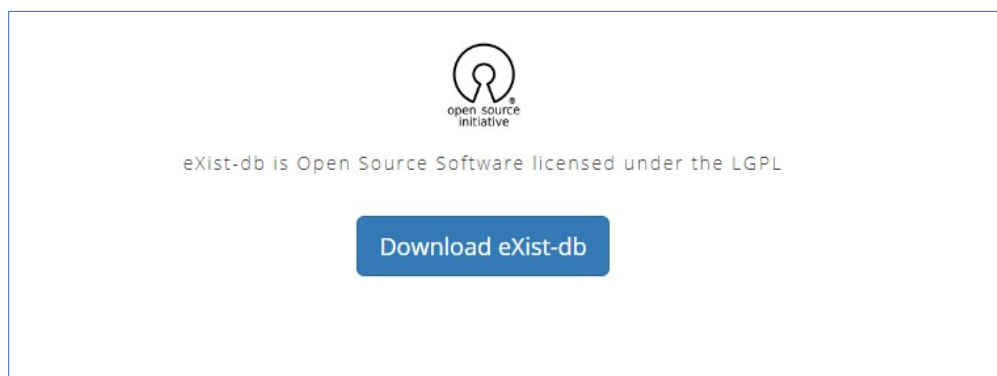 open source®
initiative
eXist-db is Open Source Software licensed under the LGPL
Download eXist-db